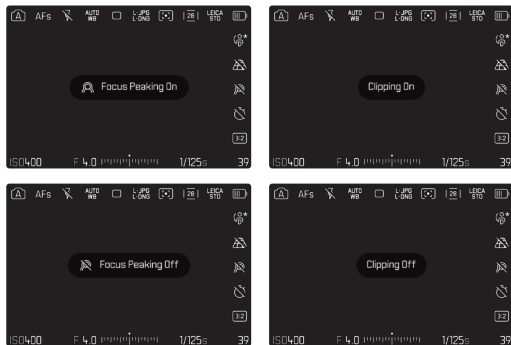 A AFs AUTO WB L-JPG L-DNG |28| LEICA STD
Focus Peaking On
3:2
ISO400 F 4.0 1/125s 39
A AFs AUTO WB L-JPG L-DNG |28| LEICA STD
Clipping On
3:2
ISO400 F 4.0 1/125s 39
A AFs AUTO WB L-JPG L-DNG |28| LEICA STD
Focus Peaking Off
3:2
ISO400 F 4.0 1/125s 39
A AFs AUTO WB L-JPG L-DNG |28| LEICA STD
Clipping Off
3:2
ISO400 F 4.0 1/125s 39